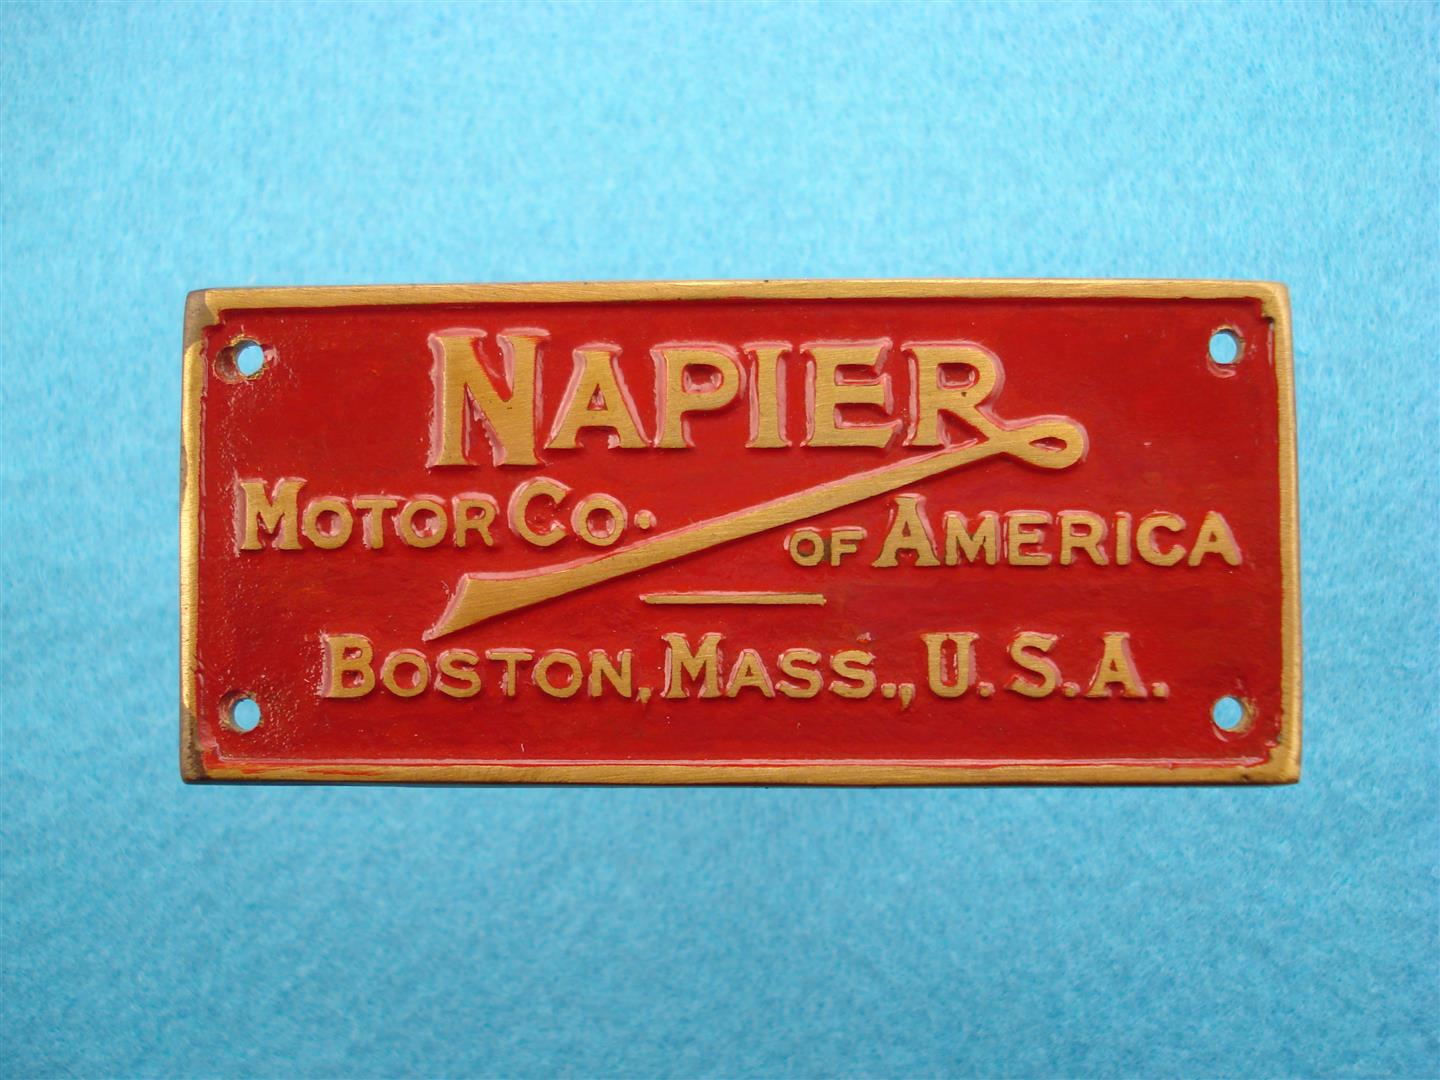 NAPIER
MOTOR CO. OF AMERICA
BOSTON, MASS., U.S.A.